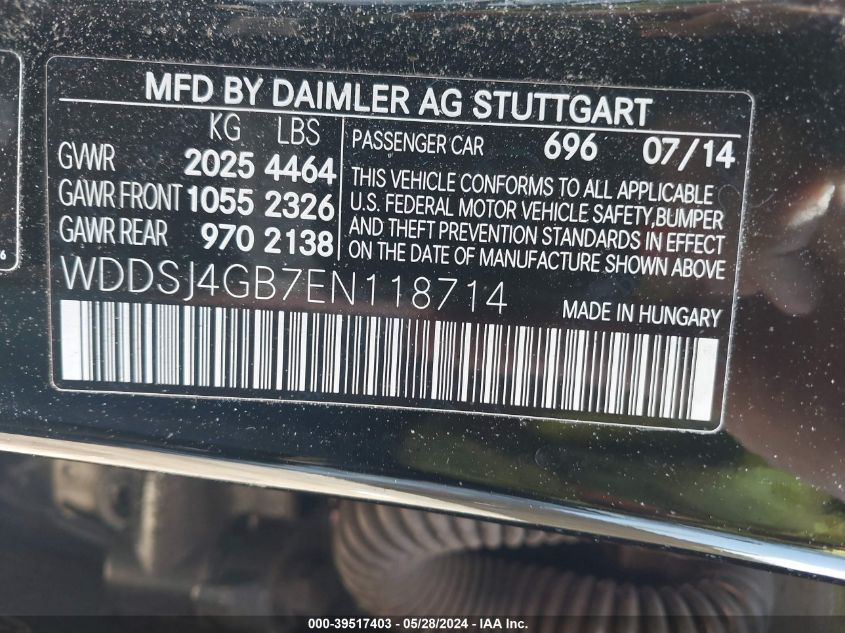 MFD BY DAIMLER AG STUTTGART
KG LBS
GVWR 2025 4464
GAWR FRONT 1055 2326
GAWR REAR 970 2138
PASSENGER CAR 696 07/14
THIS VEHICLE CONFORMS TO ALL APPLICABLE
U.S. FEDERAL MOTOR VEHICLE SAFETY,BUMPER
AND THEFT PREVENTION STANDARDS IN EFFECT
ON THE DATE OF MANUFACTURE SHOWN ABOVE
WDDSJ4GB7EN118714
MADE IN HUNGARY
6
000-39517403 - 05/28/2024 - IAA Inc.